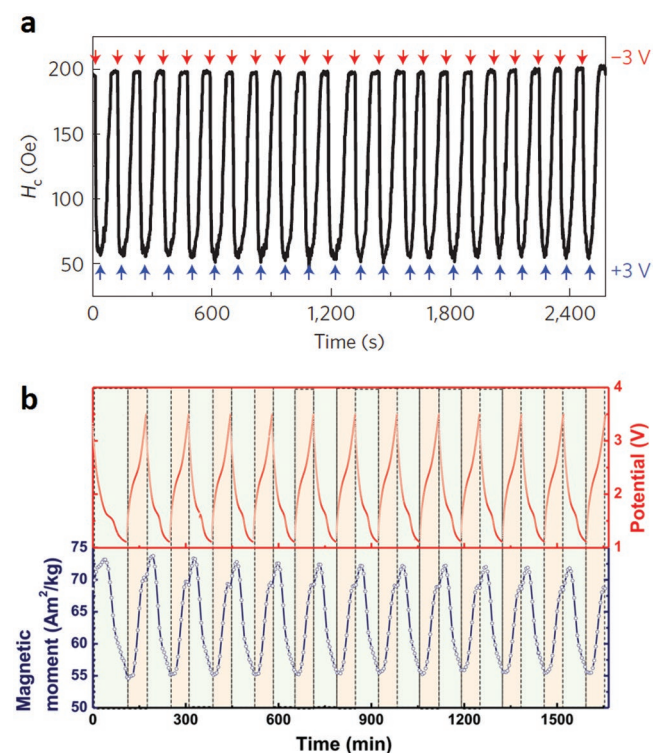 a
−3 V
200
150
100
50
Hc (Oe)
+3 V
0 600 1,200 1,800 2,400
Time (s)
b
4
3
2
1
Potential (V)
75
70
65
60
55
50
Magnetic
moment (Am²/kg)
0 300 600 900 1200 1500
Time (min)